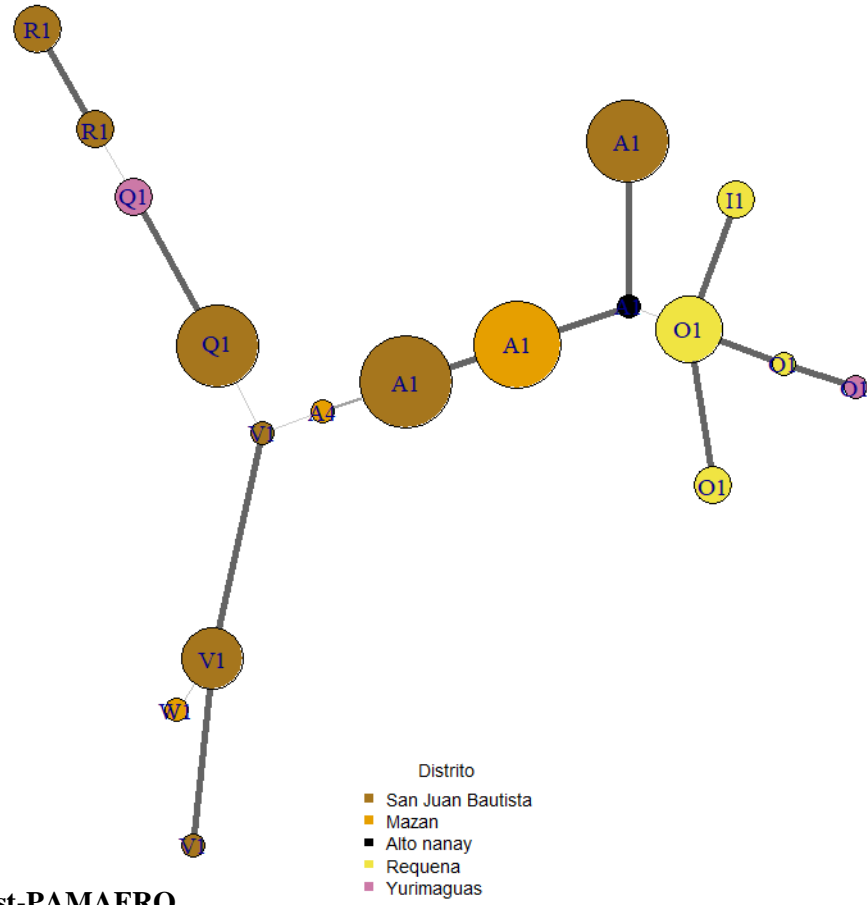 R1
R1
A1
Q1
I1
O1
Q1
A1
A1
O1
A4
V1
O1
V1
W1
V1
Distrito
San Juan Bautista
Mazan
Alto nanay
Requena
Yurimaguas